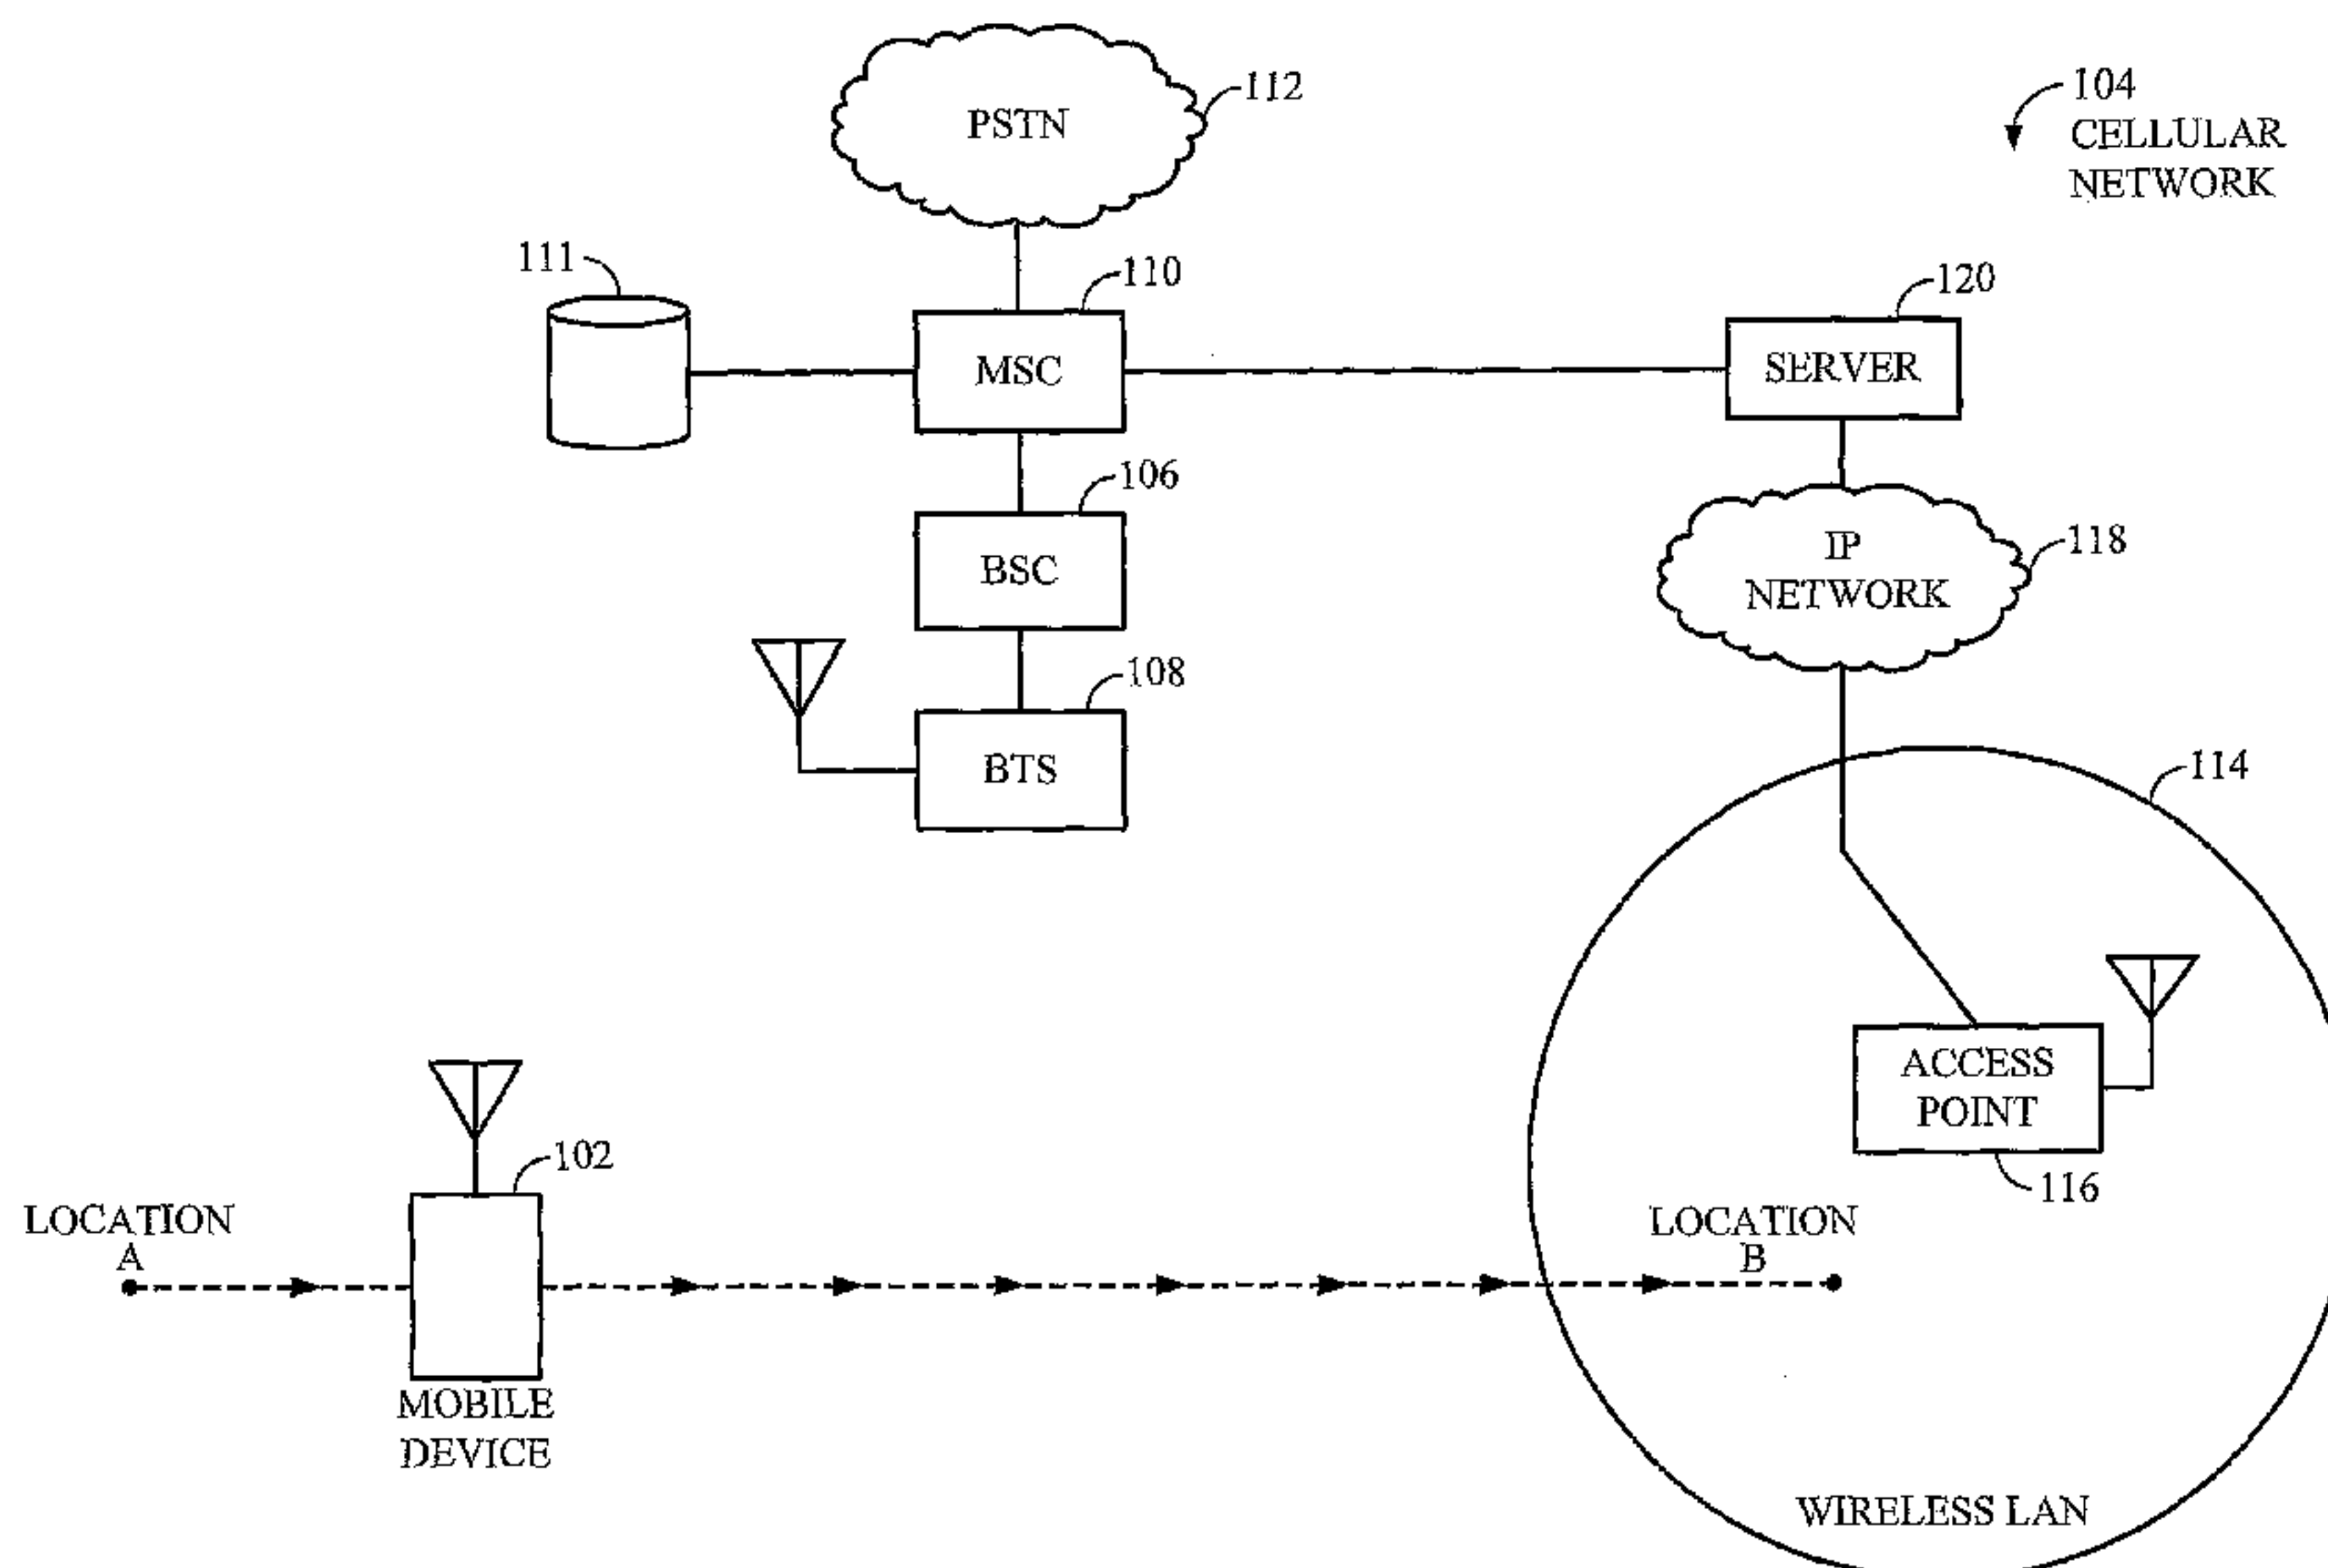 112
PSTN
104
CELLULAR
NETWORK
111
110
120
MSC
SERVER
106
118
BSC
IP
NETWORK
108
BTS
114
ACCESS
POINT
102
116
LOCATION
A
LOCATION
B
MOBILE
DEVICE
WIRELESS LAN